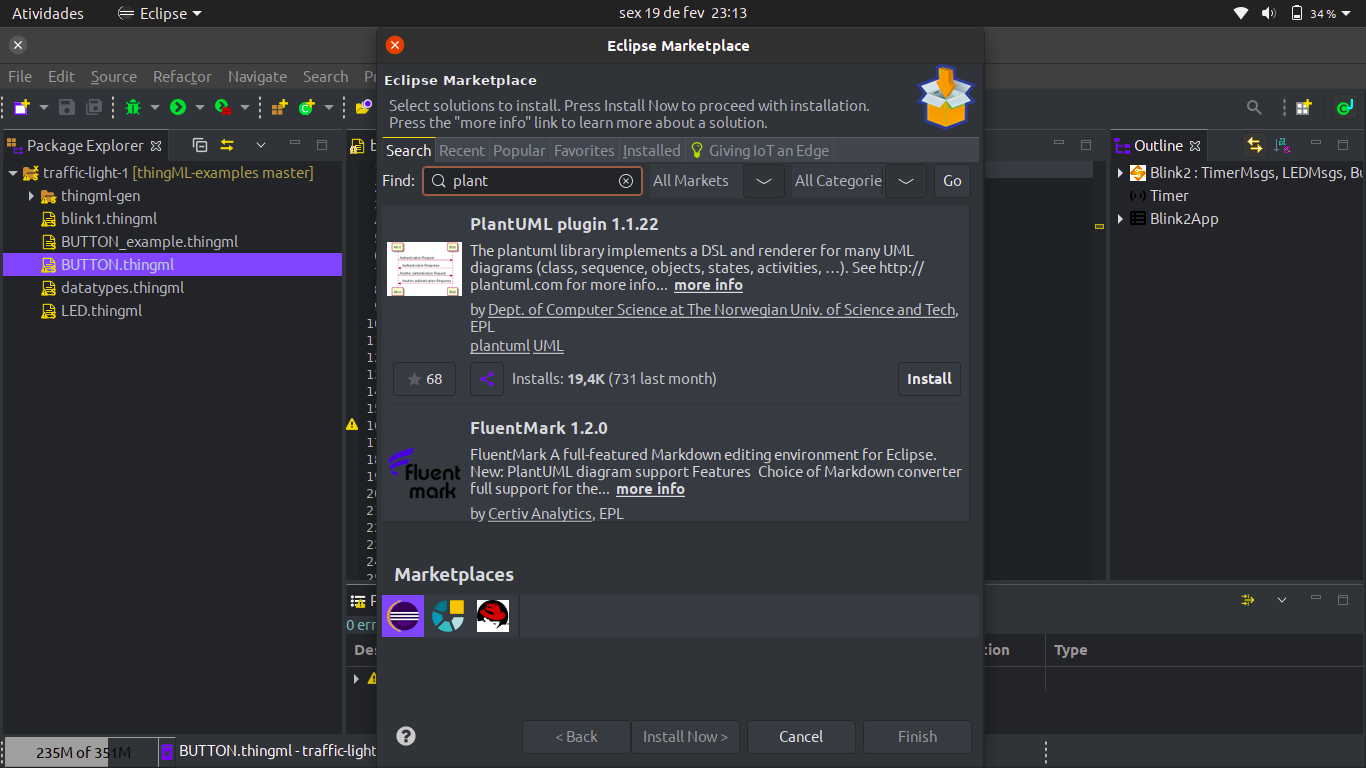 Atividades
Eclipse
sex 19 de fev 23:13
34 %
Eclipse Marketplace
File Edit Source Refactor Navigate Search
Eclipse Marketplace
Select solutions to install. Press Install Now to proceed with installation.
Press the "more info" link to learn more about a solution.
Package Explorer
traffic-light-1 [thingML-examples master]
thingml-gen
blink1.thingml
BUTTON_example.thingml
BUTTON.thingml
datatypes.thingml
LED.thingml
Search Recent Popular Favorites Installed Giving IoT an Edge
Find: plant All Markets All Categorie Go
PlantUML plugin 1.1.22
The plantuml library implements a DSL and renderer for many UML
diagrams (class, sequence, objects, states, activities, …). See http://
plantuml.com for more info... more info
by Dept. of Computer Science at The Norwegian Univ. of Science and Tech,
EPL
plantuml UML
68 Installs: 19,4K (731 last month) Install
FluentMark 1.2.0
FluentMark A full-featured Markdown editing environment for Eclipse.
New: PlantUML diagram support Features Choice of Markdown converter
full support for the... more info
by Certiv Analytics, EPL
Fluent
mark
Marketplaces
Outline
Blink2 : TimerMsgs, LEDMsgs, Bu
Timer
Blink2App
0 err
Des
tion
Type
? < Back Install Now > Cancel Finish
235M of 351M
BUTTON.thingml - traffic-light